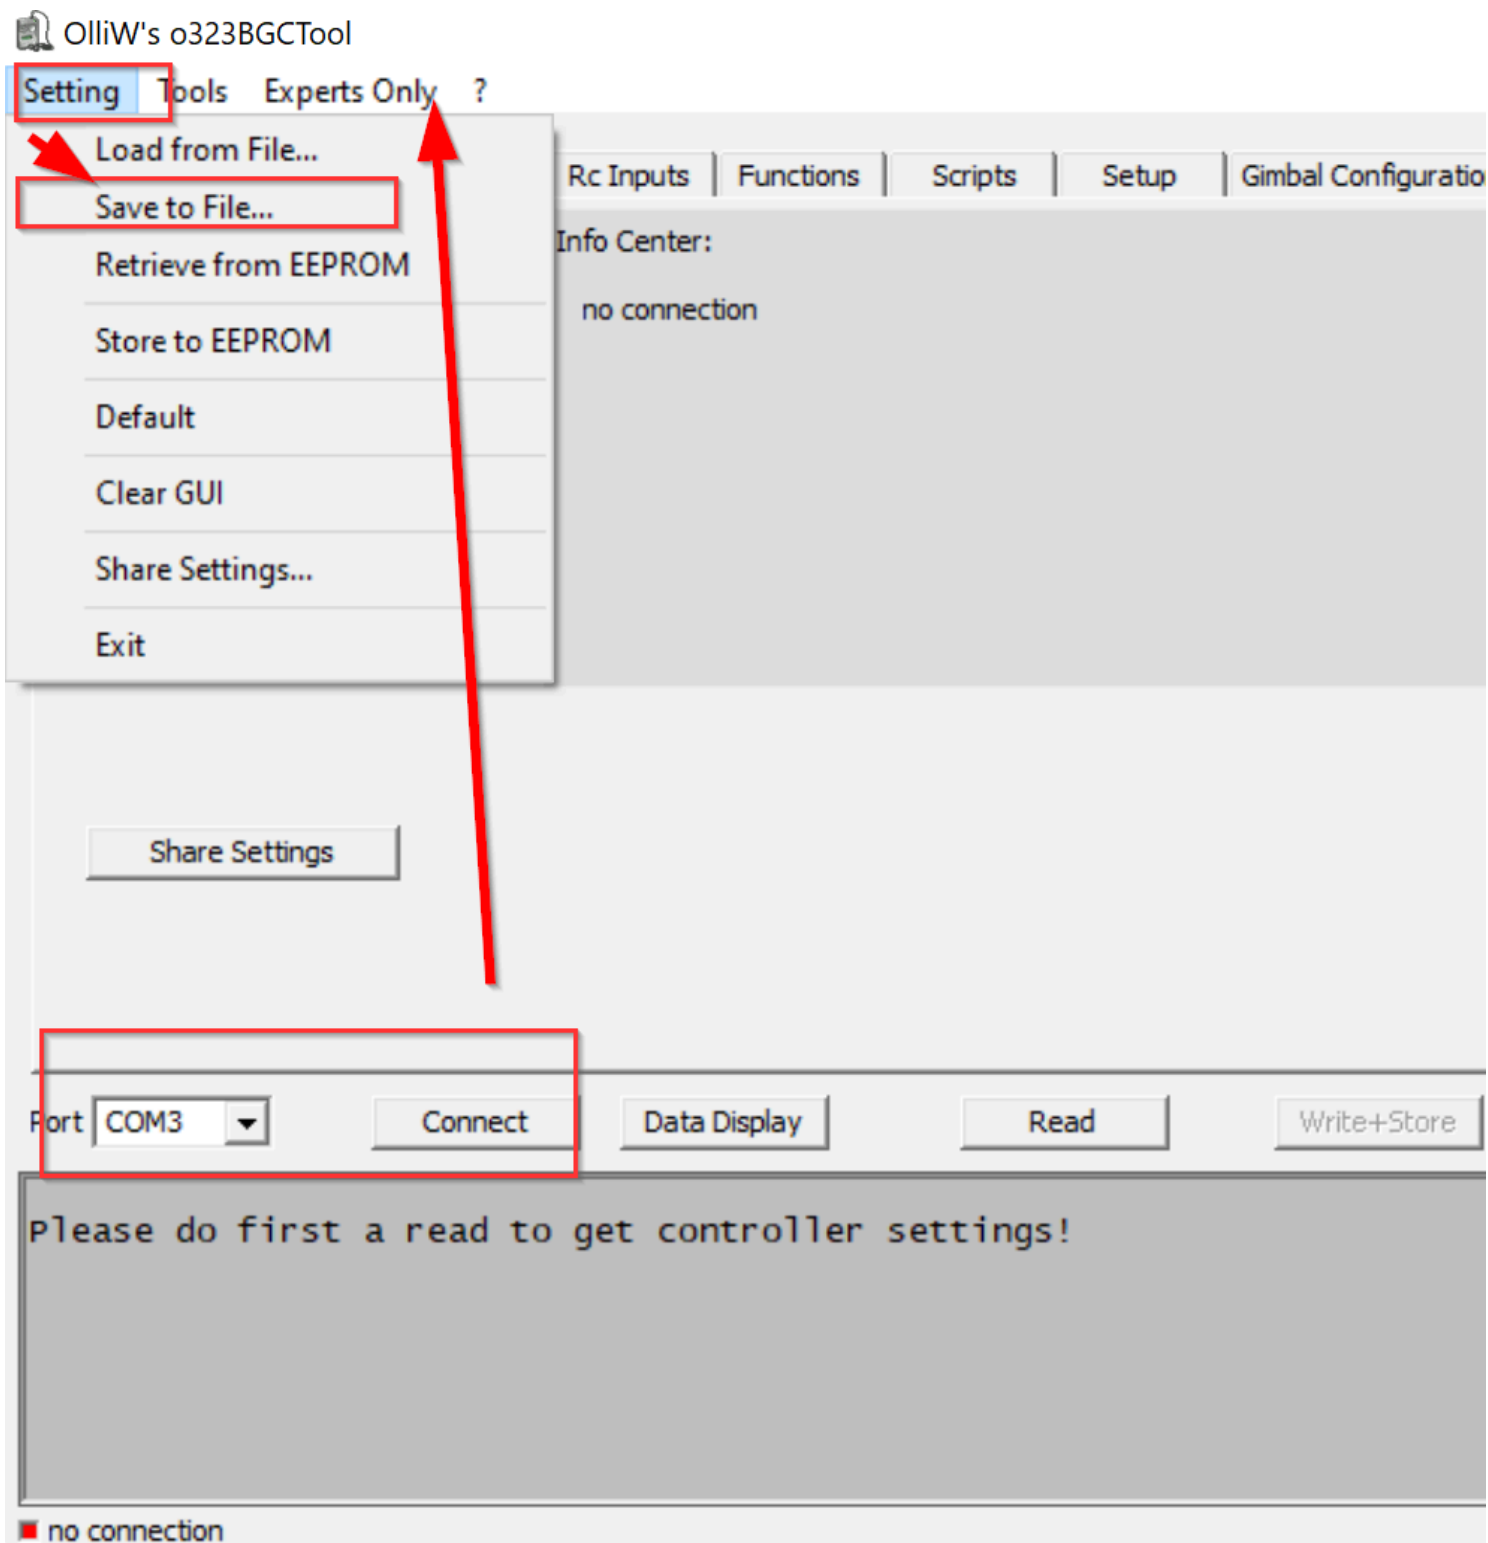 OlliW's o323BGCTool
Setting Tools Experts Only ?
Load from File...
Save to File...
Retrieve from EEPROM
Store to EEPROM
Default
Clear GUI
Share Settings...
Exit
Rc Inputs Functions Scripts Setup Gimbal Configuratio
Info Center:
no connection
Share Settings
Port COM3 Connect Data Display Read Write+Store
Please do first a read to get controller settings!
no connection